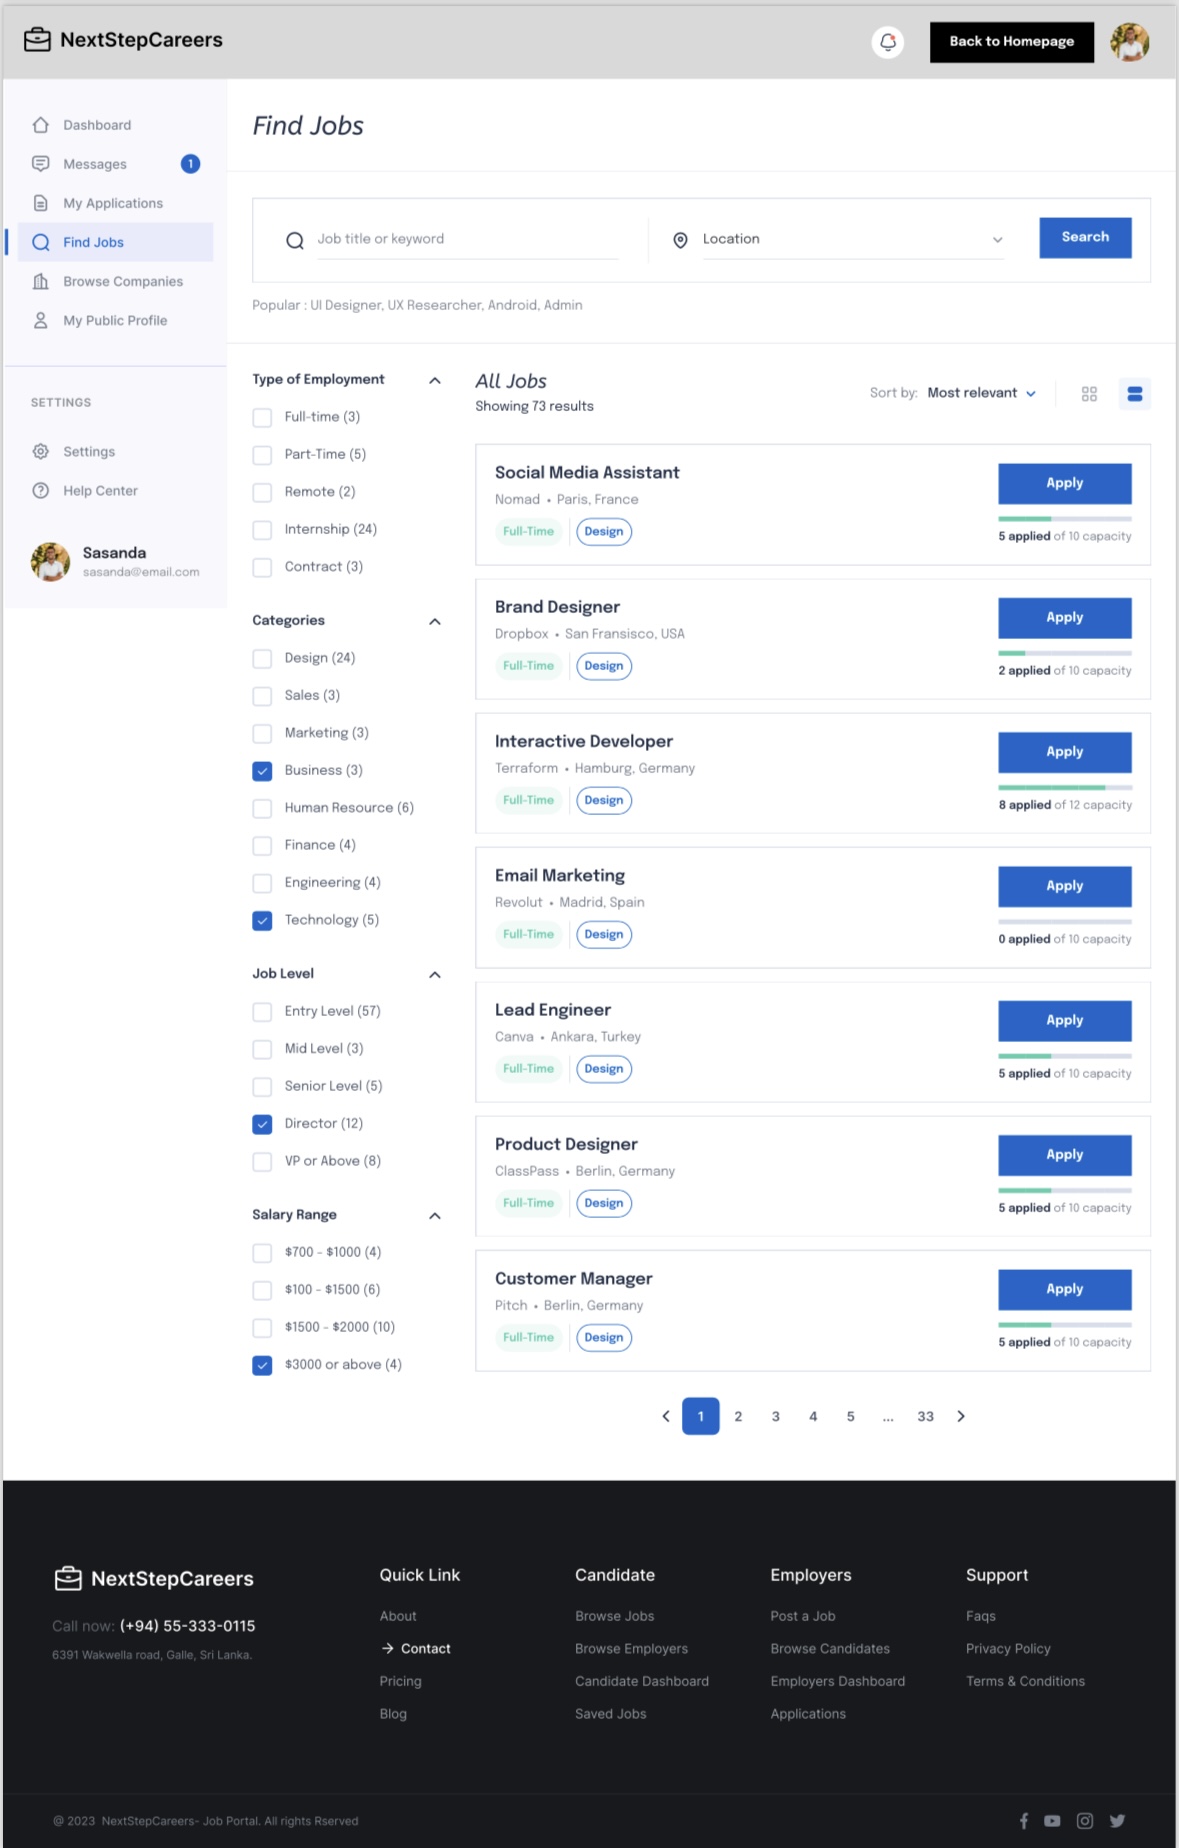 NextStepCareers
Back to Homepage
Dashboard
Messages 1
My Applications
Find Jobs
Browse Companies
My Public Profile
SETTINGS
Settings
Help Center
Sasanda
sasanda@email.com
Find Jobs
Job title or keyword
Location
Search
Popular : UI Designer, UX Researcher, Android, Admin
Type of Employment
Full-time (3)
Part-Time (5)
Remote (2)
Internship (24)
Contract (3)
Categories
Design (24)
Sales (3)
Marketing (3)
Business (3)
Human Resource (6)
Finance (4)
Engineering (4)
Technology (5)
Job Level
Entry Level (57)
Mid Level (3)
Senior Level (5)
Director (12)
VP or Above (8)
Salary Range
$700 - $1000 (4)
$100 - $1500 (6)
$1500 - $2000 (10)
$3000 or above (4)
All Jobs
Showing 73 results
Sort by: Most relevant
Social Media Assistant
Nomad • Paris, France
Full-Time Design
Apply
5 applied of 10 capacity
Brand Designer
Dropbox • San Fransisco, USA
Full-Time Design
Apply
2 applied of 10 capacity
Interactive Developer
Terraform • Hamburg, Germany
Full-Time Design
Apply
8 applied of 12 capacity
Email Marketing
Revolut • Madrid, Spain
Full-Time Design
Apply
0 applied of 10 capacity
Lead Engineer
Canva • Ankara, Turkey
Full-Time Design
Apply
5 applied of 10 capacity
Product Designer
ClassPass • Berlin, Germany
Full-Time Design
Apply
5 applied of 10 capacity
Customer Manager
Pitch • Berlin, Germany
Full-Time Design
Apply
5 applied of 10 capacity
1 2 3 4 5 ... 33
NextStepCareers
Call now: (+94) 55-333-0115
6391 Wakwella road, Galle, Sri Lanka.
Quick Link
About
→ Contact
Pricing
Blog
Candidate
Browse Jobs
Browse Employers
Candidate Dashboard
Saved Jobs
Employers
Post a Job
Browse Candidates
Employers Dashboard
Applications
Support
Faqs
Privacy Policy
Terms & Conditions
@ 2023 NextStepCareers- Job Portal. All rights Rserved